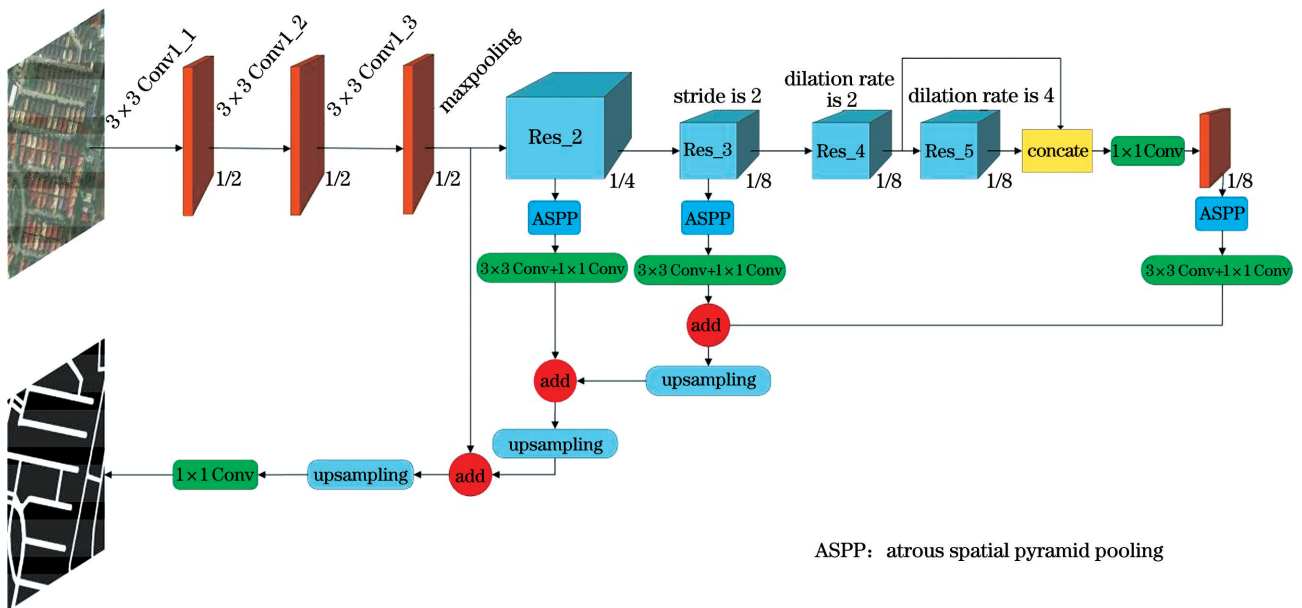 3×3 Conv1_1
3×3 Conv1_2
3×3 Conv1_3
maxpooling
1/2
1/2
1/2
Res_2
1/4
stride is 2
Res_3
1/8
dilation rate
is 2
Res_4
1/8
dilation rate is 4
Res_5
1/8
concate
1×1 Conv
1/8
ASPP
ASPP
ASPP
3×3 Conv+1×1 Conv
3×3 Conv+1×1 Conv
3×3 Conv+1×1 Conv
add
add
upsampling
upsampling
1×1 Conv
upsampling
add
ASPP: atrous spatial pyramid pooling